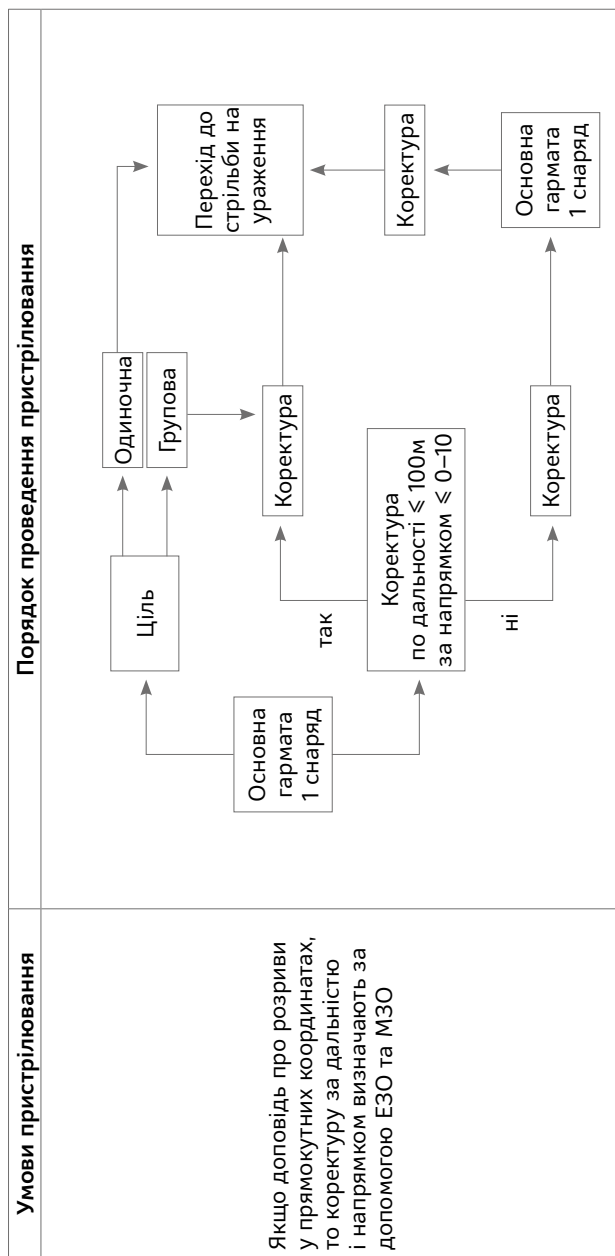 Умови пристрілювання
Порядок проведення пристрілювання
Якщо доповідь про розриви
у прямокутних координатах,
то коректуру за дальністю
і напрямком визначають за
допомогою ЕЗО та МЗО
Основна
гармата
1 снаряд
Ціль
Одиночна
Групова
так
Коректура
по дальності ⩽ 100м
за напрямком ⩽ 0–10
ні
Коректура
Коректура
Перехід до
стрільби на
ураження
Коректура
Основна
гармата
1 снаряд